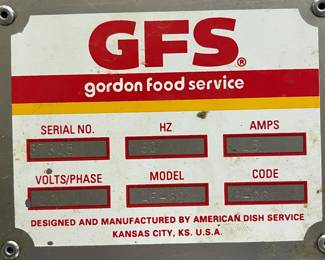 GFS®
gordon food service
SERIAL NO. HZ AMPS
VOLTS/PHASE MODEL CODE
DESIGNED AND MANUFACTURED BY AMERICAN DISH SERVICE
KANSAS CITY, KS. U.S.A.